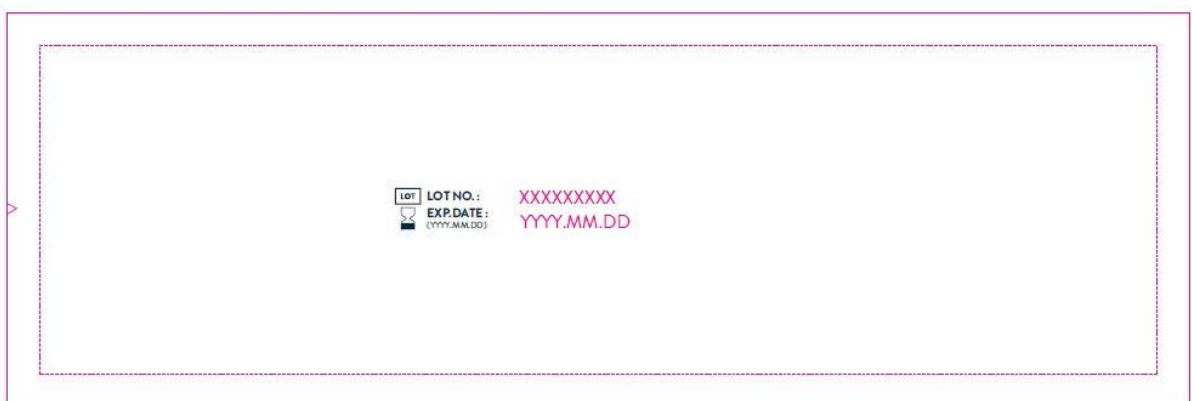 LOT LOT NO. : XXXXXXXXX
EXP.DATE : YYYY.MM.DD
(YYYY.MM.DD)